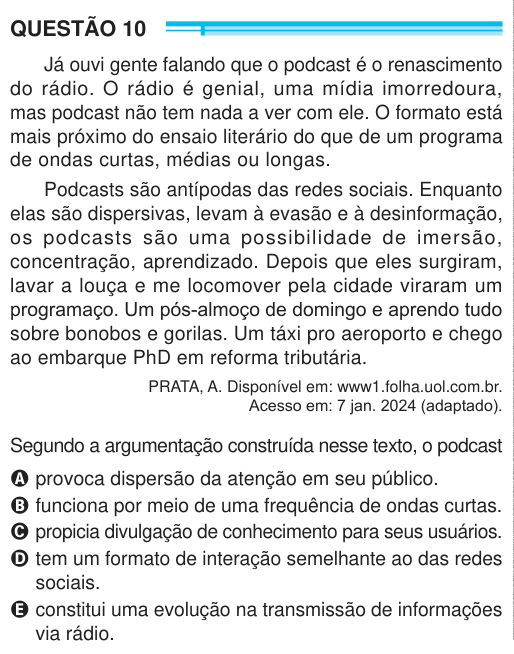 QUESTÃO 10
Já ouvi gente falando que o podcast é o renascimento
do rádio. O rádio é genial, uma mídia imorredoura,
mas podcast não tem nada a ver com ele. O formato está
mais próximo do ensaio literário do que de um programa
de ondas curtas, médias ou longas.
Podcasts são antípodas das redes sociais. Enquanto
elas são dispersivas, levam à evasão e à desinformação,
os podcasts são uma possibilidade de imersão,
concentração, aprendizado. Depois que eles surgiram,
lavar a louça e me locomover pela cidade viraram um
programaço. Um pós-almoço de domingo e aprendo tudo
sobre bonobos e gorilas. Um táxi pro aeroporto e chego
ao embarque PhD em reforma tributária.
PRATA, A. Disponível em: www1.folha.uol.com.br.
Acesso em: 7 jan. 2024 (adaptado).
Segundo a argumentação construída nesse texto, o podcast
A provoca dispersão da atenção em seu público.
B funciona por meio de uma frequência de ondas curtas.
C propicia divulgação de conhecimento para seus usuários.
D tem um formato de interação semelhante ao das redes
sociais.
E constitui uma evolução na transmissão de informações
via rádio.